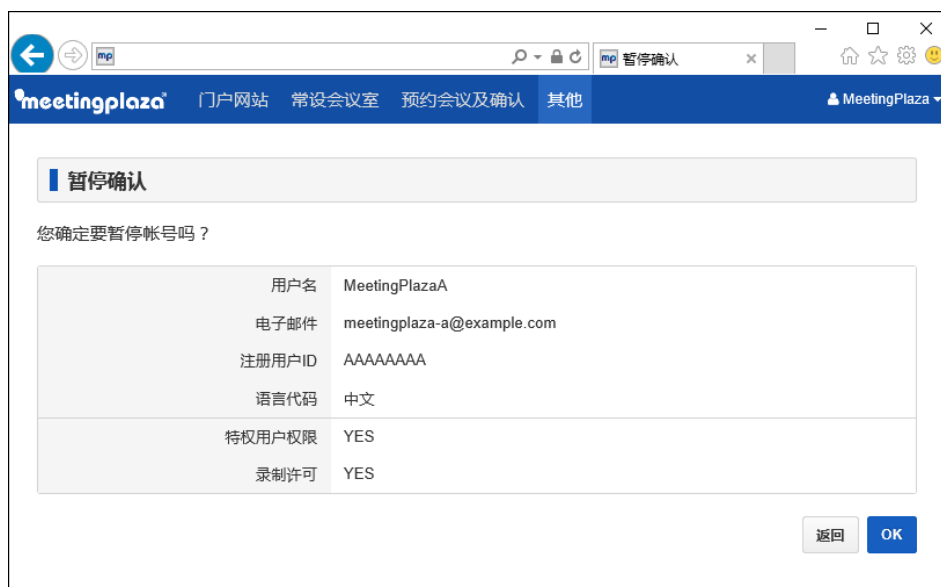 mp
mp 暂停确认
meetingplaza 门户网站 常设会议室 预约会议及确认 其他 MeetingPlaza
暂停确认
您确定要暂停帐号吗？
用户名 MeetingPlazaA
电子邮件 meetingplaza-a@example.com
注册用户ID AAAAAAAA
语言代码 中文
特权用户权限 YES
录制许可 YES
返回 OK